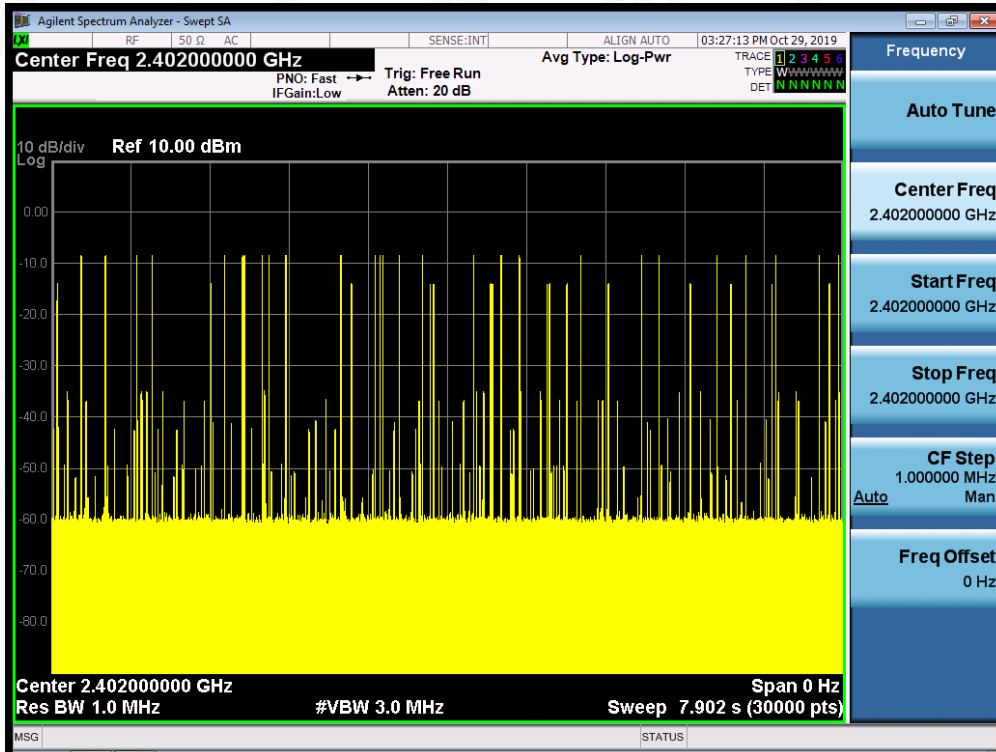 Agilent Spectrum Analyzer - Swept SA
LXI RF 50 Ω AC SENSE:INT ALIGN AUTO 03:27:13 PM Oct 29, 2019
Center Freq 2.402000000 GHz
PNO: Fast
IFGain:Low
Trig: Free Run
Atten: 20 dB
Avg Type: Log-Pwr
TRACE 1 2 3 4 5 6
TYPE WWWWWWW
DET N N N N N N
10 dB/div
Log
Ref 10.00 dBm
0.00
-10.0
-20.0
-30.0
-40.0
-50.0
-60.0
-70.0
-80.0
Center 2.402000000 GHz
Span 0 Hz
Res BW 1.0 MHz
#VBW 3.0 MHz
Sweep 7.902 s (30000 pts)
MSG
STATUS
Frequency
Auto Tune
Center Freq
2.402000000 GHz
Start Freq
2.402000000 GHz
Stop Freq
2.402000000 GHz
CF Step
1.000000 MHz
Auto Man
Freq Offset
0 Hz